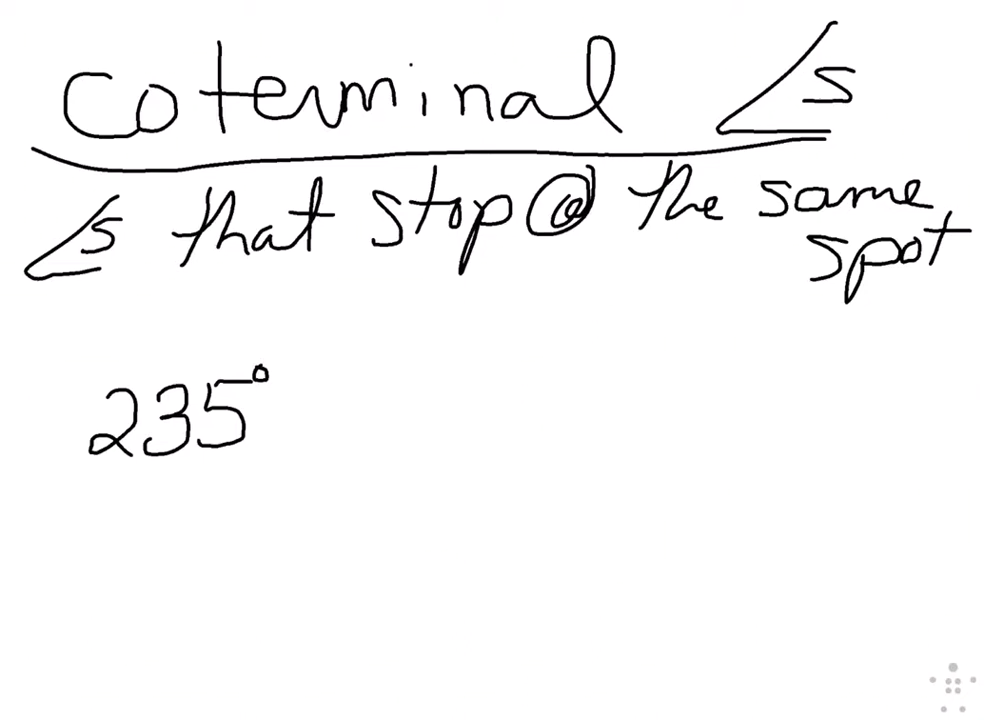 coterminal ∠s
∠s that stop @ the same
spot
235°